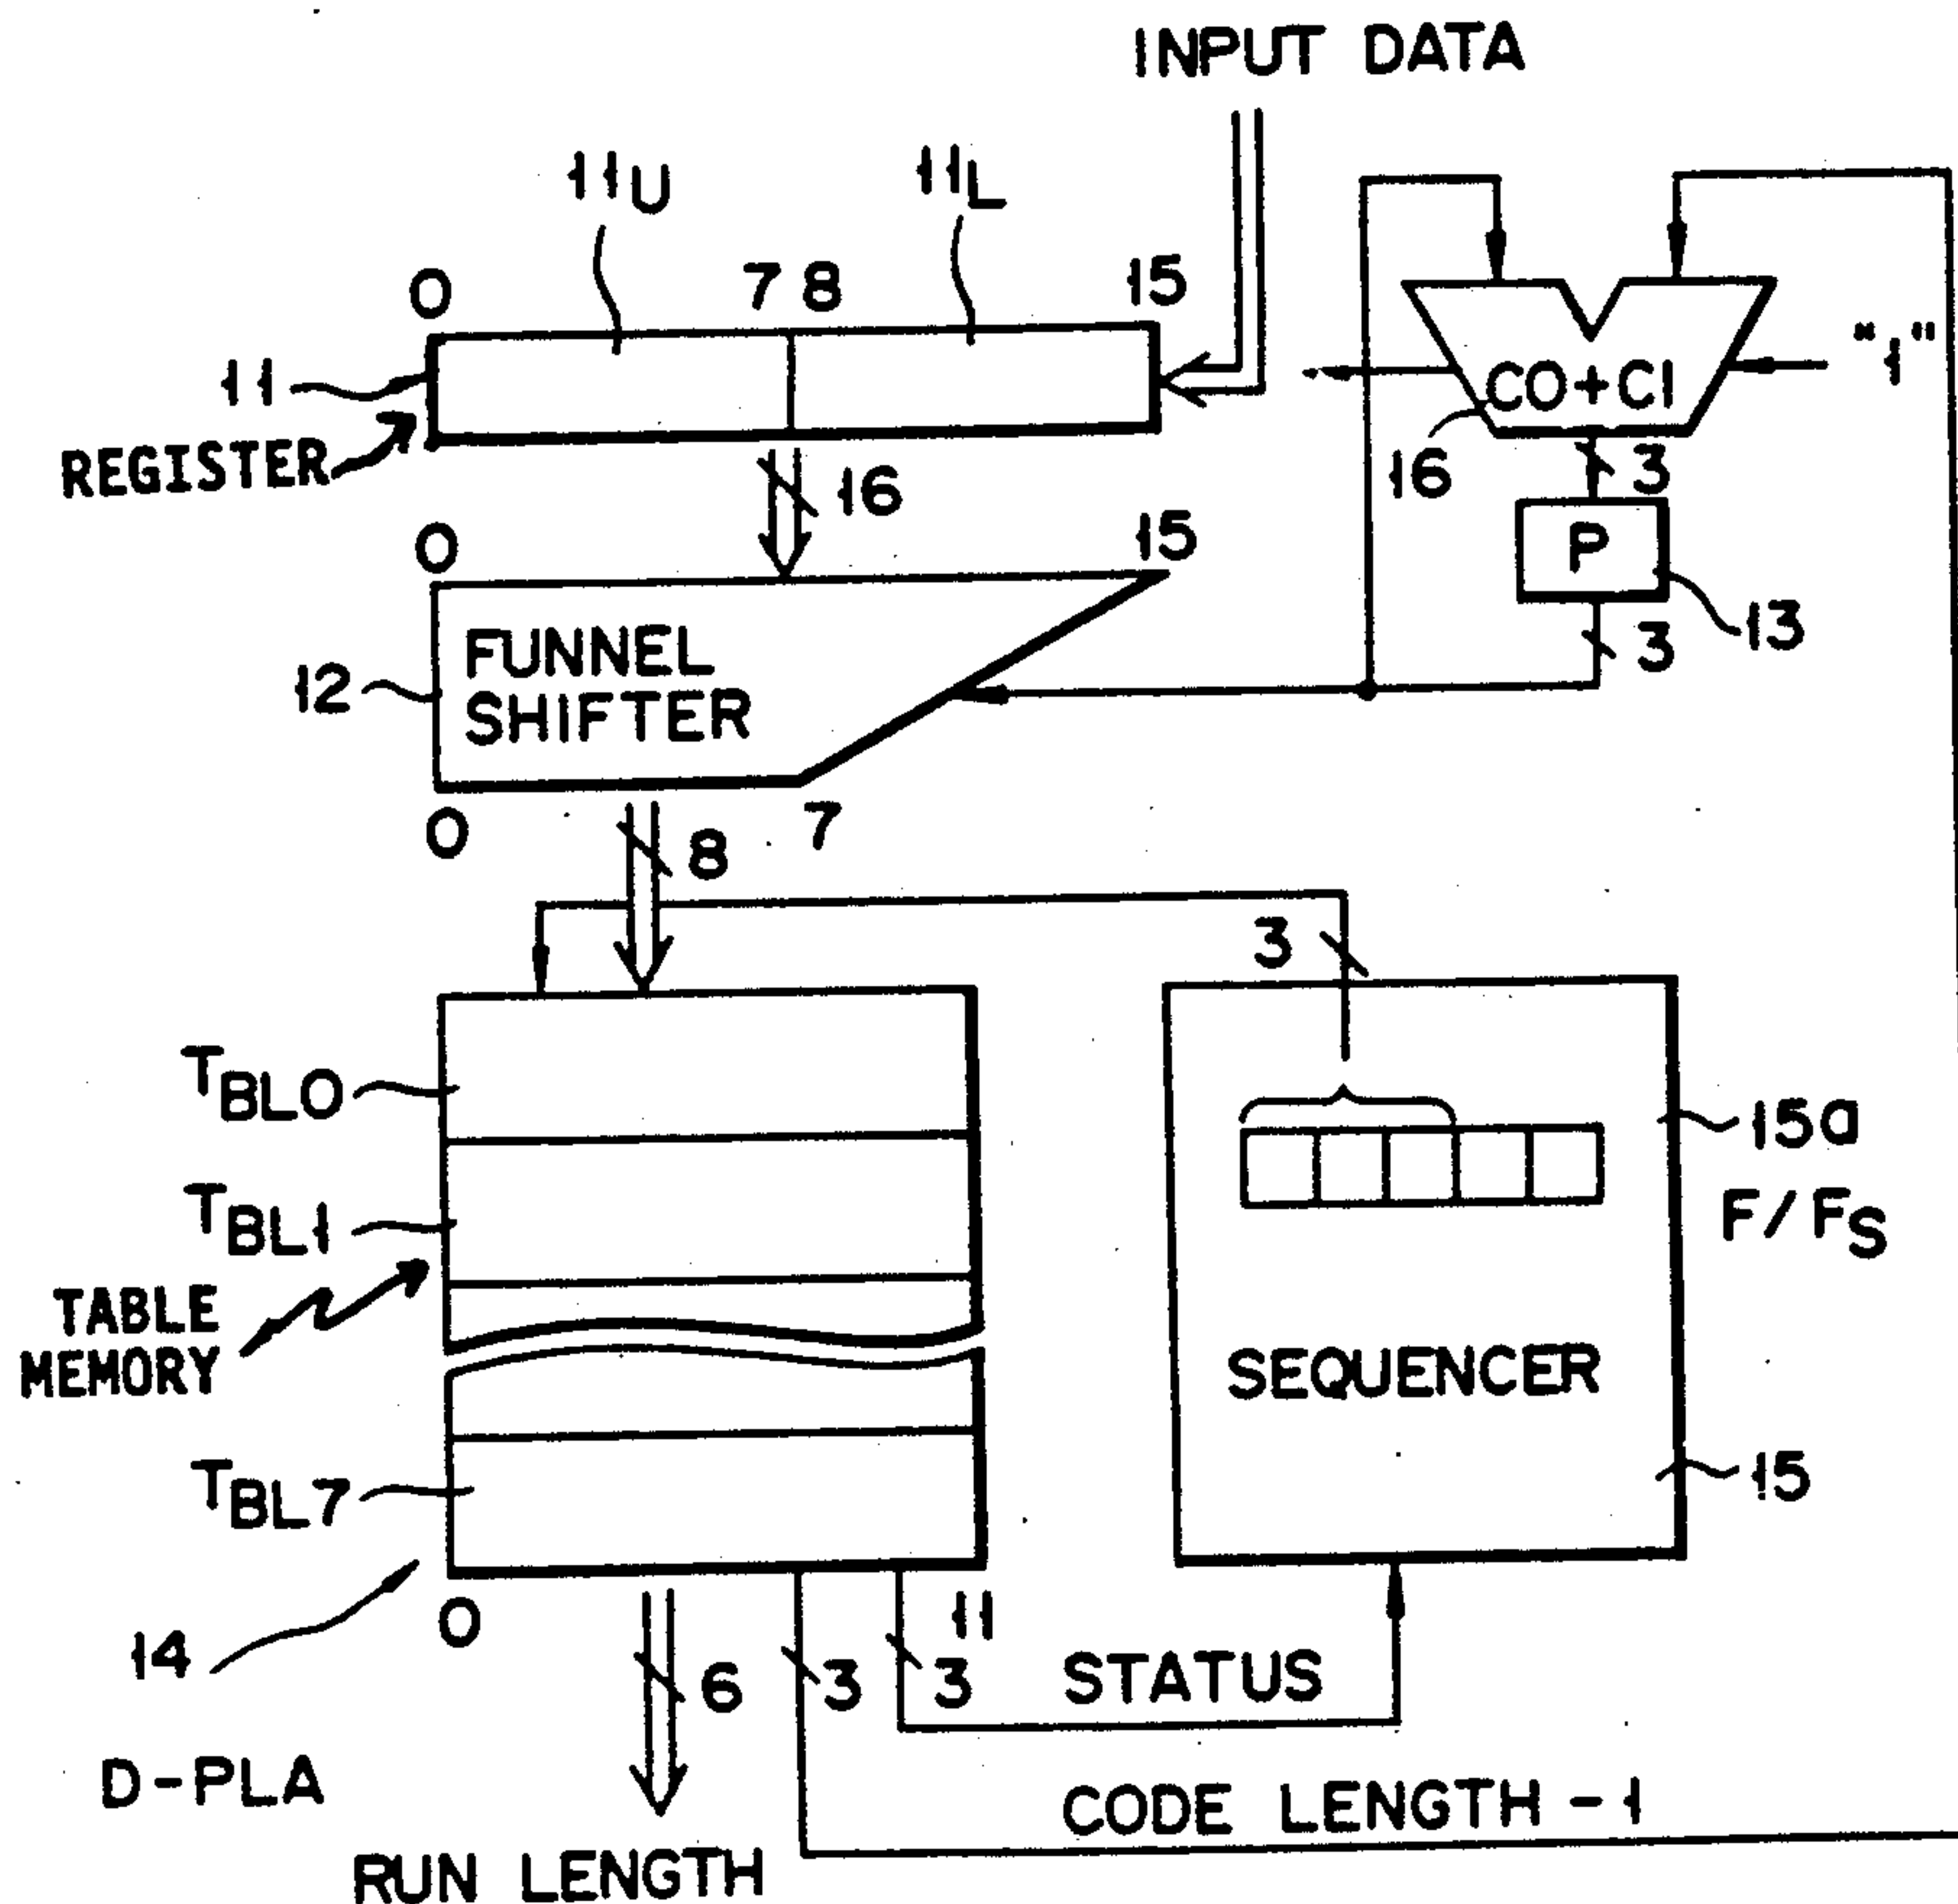 INPUT DATA
11U 11L
0 7 8 15
11
REGISTER
16
"1"
CO+CI
16
3
P
13
3
0 15
FUNNEL
SHIFTER
12
0 7
8
3
TBL0
TBL1
TABLE
MEMORY
TBL7
15a
F/FS
SEQUENCER
15
14
0 11
6
3
3
STATUS
D-PLA
CODE LENGTH -1
RUN LENGTH